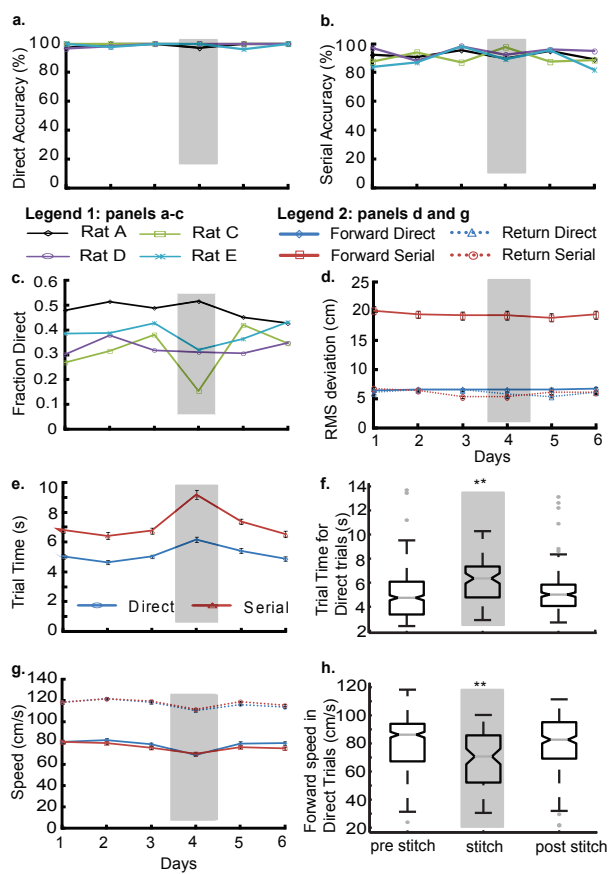 a.
Direct Accuracy (%)
100
80
60
40
20
0
b.
Serial Accuracy (%)
100
80
60
40
20
0
Legend 1: panels a-c
Rat A
Rat C
Rat D
Rat E
Legend 2: panels d and g
Forward Direct
Return Direct
Forward Serial
Return Serial
c.
Fraction Direct
0.6
0.5
0.4
0.3
0.2
0.1
0
d.
RMS deviation (cm)
25
20
15
10
5
0
1 2 3 4 5 6
Days
e.
Trial Time (s)
10
8
6
4
2
0
Direct
Serial
f.
Trial Time for
Direct trials (s)
14
12
10
8
6
4
2
**
g.
Speed (cm/s)
140
120
100
80
60
40
20
0
1 2 3 4 5 6
Days
h.
Forward speed in
Direct Trials (cm/s)
120
100
80
60
40
20
**
pre stitch
stitch
post stitch